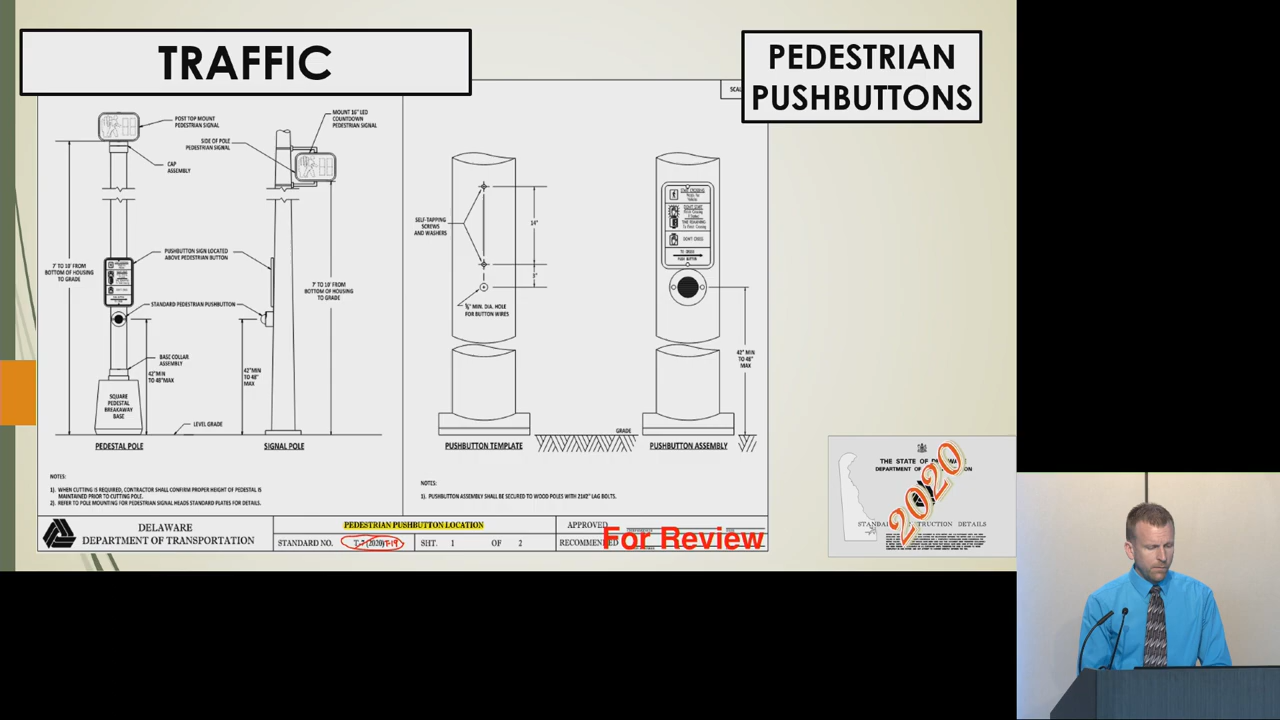 TRAFFIC
PEDESTRIAN
PUSHBUTTONS
POST TOP MOUNT
PEDESTRIAN SIGNAL
MOUNT 16" LED
COUNTDOWN
PEDESTRIAN SIGNAL
SIDE OF POLE
PEDESTRIAN SIGNAL
CAP
ASSEMBLY
PUSHBUTTON SIGN LOCATED
ABOVE PEDESTRIAN BUTTON
7' TO 10' FROM
BOTTOM OF HOUSING
TO GRADE
7' TO 10' FROM
BOTTOM OF HOUSING
TO GRADE
STANDARD PEDESTRIAN PUSHBUTTON
BASE COLLAR
ASSEMBLY
42"MIN
TO 48"MAX
42"MIN
TO 48"
MAX
SQUARE
PEDESTAL
BREAKAWAY
BASE
LEVEL GRADE
PEDESTAL POLE
SIGNAL POLE
NOTES:
1). WHEN CUTTING IS REQUIRED, CONTRACTOR SHALL CONFIRM PROPER HEIGHT OF PEDESTAL IS
MAINTAINED PRIOR TO CUTTING POLE.
2). REFER TO POLE MOUNTING FOR PEDESTRIAN SIGNAL HEADS STANDARD PLATES FOR DETAILS.
SELF-TAPPING
SCREWS
AND WASHERS
14"
MIN. DIA. HOLE
FOR BUTTON WIRES
42" MIN
TO 48"
MAX
GRADE
PUSHBUTTON TEMPLATE
PUSHBUTTON ASSEMBLY
NOTES:
1). PUSHBUTTON ASSEMBLY SHALL BE SECURED TO WOOD POLES WITH LAG BOLTS.
DELAWARE
DEPARTMENT OF TRANSPORTATION
PEDESTRIAN PUSHBUTTON LOCATION
STANDARD NO. T-7 (2020) T-19 SHT. 1 OF 2
APPROVED
RECOMMENDED
For Review
THE STATE OF
DEPARTMENT OF
2020
DETAILS